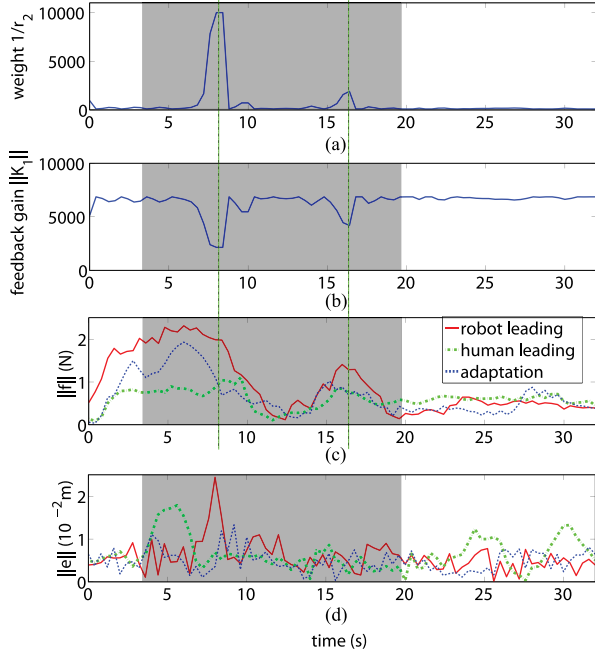 weight 1/r2
10000
5000
0
0 5 10 15 20 25 30
(a)
feedback gain ||K1||
10000
5000
0
0 5 10 15 20 25 30
(b)
||f|| (N)
2
1
0
robot leading
human leading
adaptation
0 5 10 15 20 25 30
(c)
||e|| (10^-2 m)
2
1
0
0 5 10 15 20 25 30
(d)
time (s)